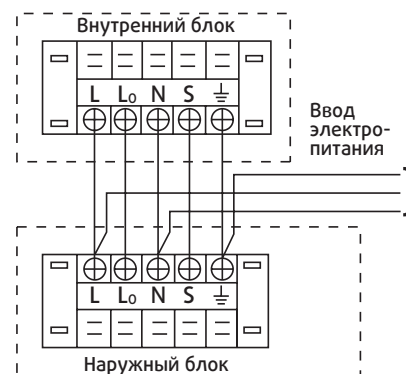 Внутренний блок
L L₀ N S
Ввод
электро-
питания
L L₀ N S
Наружный блок